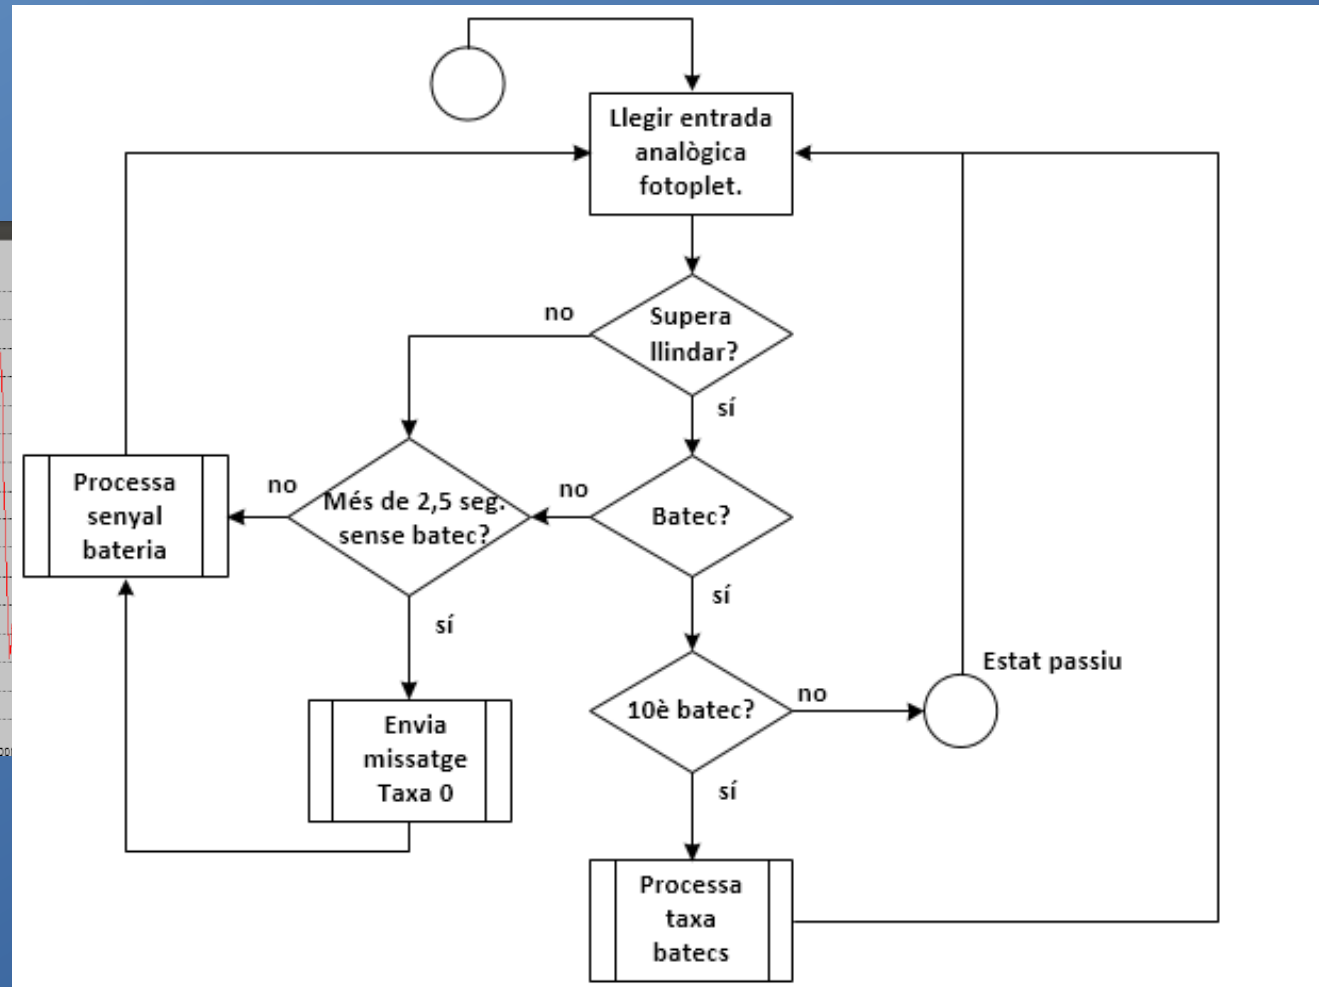 Llegir entrada
analògica
fotoplet.
no
Supera
llindar?
sí
Processa
senyal
bateria
no
Més de 2,5 seg.
sense batec?
no
Batec?
sí
sí
Estat passiu
10è batec?
no
Envia
missatge
Taxa 0
sí
Processa
taxa
batecs